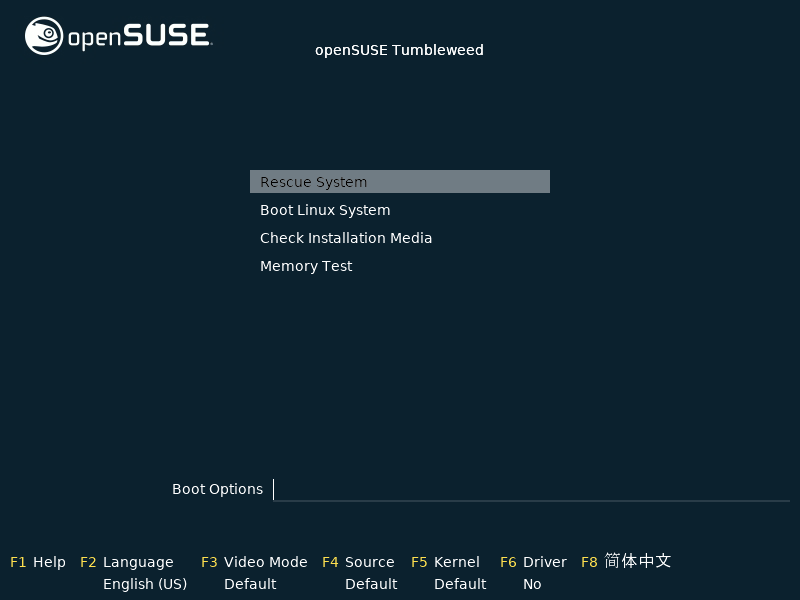 openSUSE
openSUSE Tumbleweed
Rescue System
Boot Linux System
Check Installation Media
Memory Test
Boot Options
F1 Help F2 Language F3 Video Mode F4 Source F5 Kernel F6 Driver F8 简体中文
English (US) Default Default Default No